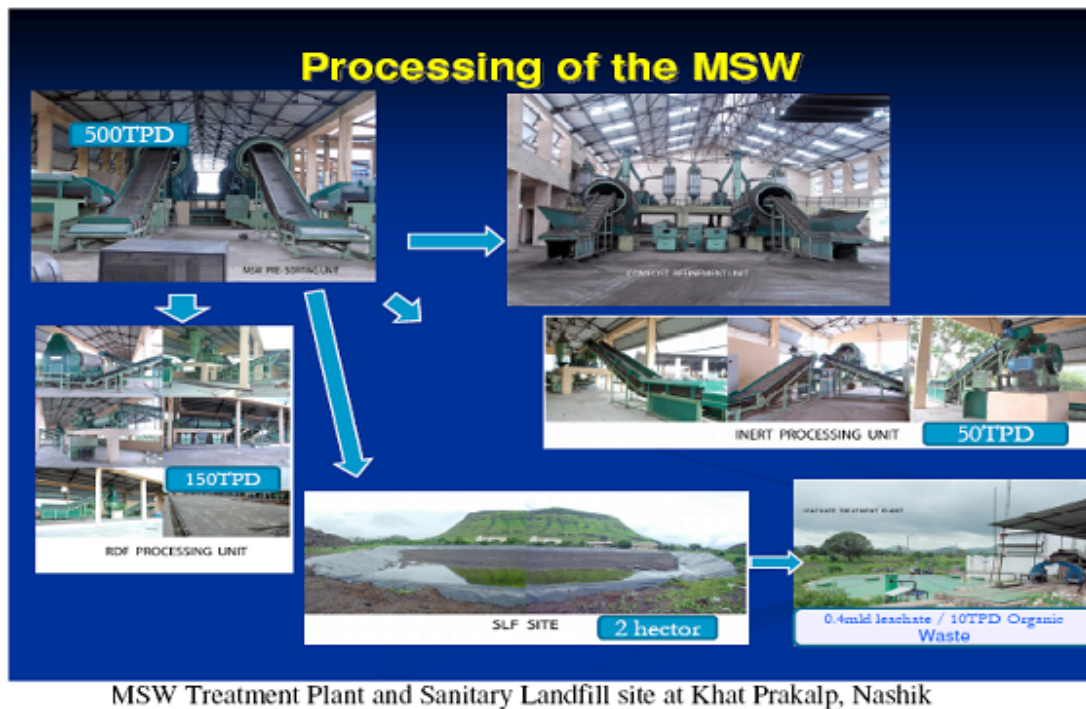 Processing of the MSW
500TPD
MSW PRE-SORTING UNIT
COMPOST REFINEMENT UNIT
INERT PROCESSING UNIT
50TPD
150TPD
RDF PROCESSING UNIT
SLF SITE
2 hector
LEACHATE TREATMENT PLANT
0.4mld leachate / 10TPD Organic
Waste
MSW Treatment Plant and Sanitary Landfill site at Khat Prakalp, Nashik